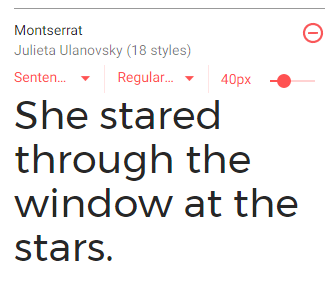 Montserrat
Julieta Ulanovsky (18 styles)
Senten... Regular... 40px
She stared
through the
window at the
stars.